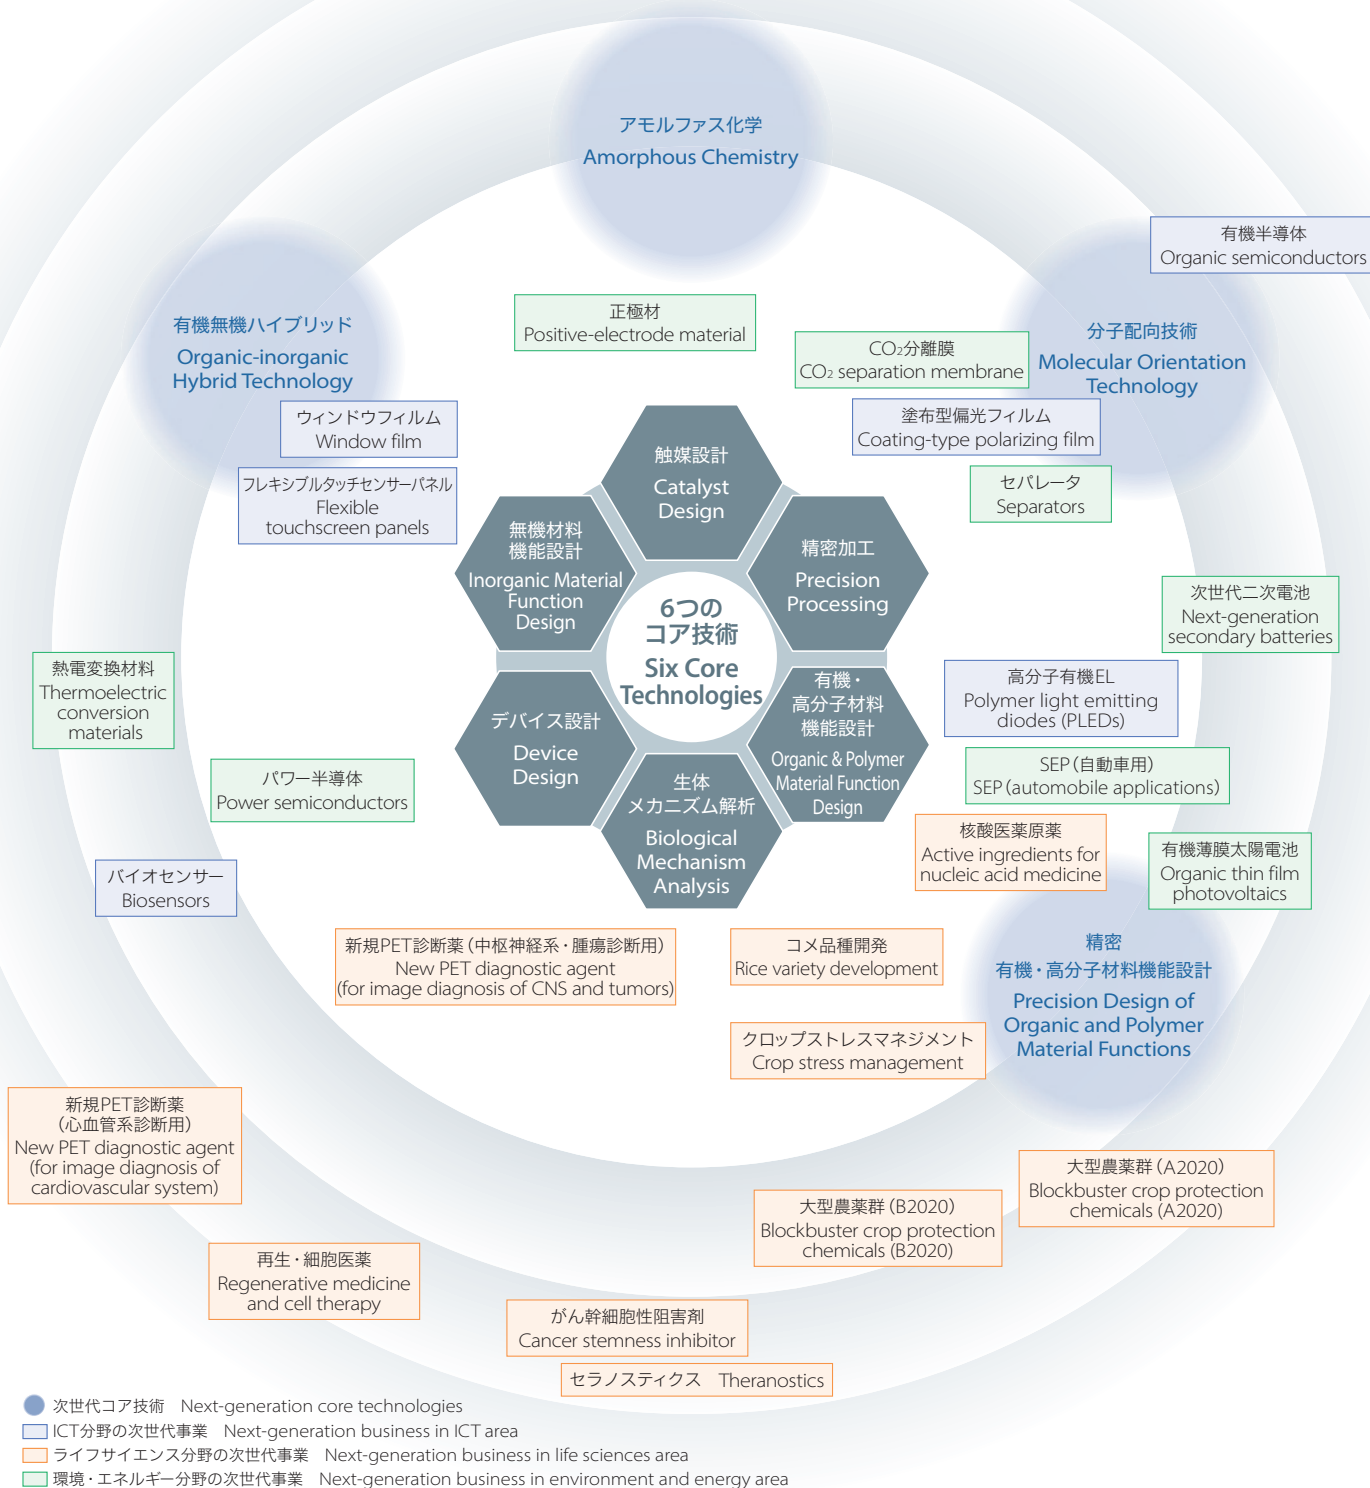 アモルファス化学
Amorphous Chemistry
有機半導体
Organic semiconductors
正極材
Positive-electrode material
有機無機ハイブリッド
Organic-inorganic
Hybrid Technology
CO₂分離膜
CO₂ separation membrane
分子配向技術
Molecular Orientation
Technology
ウィンドウフィルム
Window film
塗布型偏光フィルム
Coating-type polarizing film
フレキシブルタッチセンサーパネル
Flexible
touchscreen panels
セパレータ
Separators
触媒設計
Catalyst
Design
無機材料
機能設計
Inorganic Material
Function
Design
精密加工
Precision
Processing
6つの
コア技術
Six Core
Technologies
次世代二次電池
Next-generation
secondary batteries
熱電変換材料
Thermoelectric
conversion
materials
デバイス設計
Device
Design
有機・
高分子材料
機能設計
Organic & Polymer
Material Function
Design
高分子有機EL
Polymer light emitting
diodes (PLEDs)
パワー半導体
Power semiconductors
生体
メカニズム解析
Biological
Mechanism
Analysis
SEP（自動車用）
SEP (automobile applications)
核酸医薬原薬
Active ingredients for
nucleic acid medicine
有機薄膜太陽電池
Organic thin film
photovoltaics
バイオセンサー
Biosensors
新規PET診断薬（中枢神経系・腫瘍診断用）
New PET diagnostic agent
(for image diagnosis of CNS and tumors)
コメ品種開発
Rice variety development
精密
有機・高分子材料機能設計
Precision Design of
Organic and Polymer
Material Functions
クロップストレスマネジメント
Crop stress management
新規PET診断薬
（心血管系診断用）
New PET diagnostic agent
(for image diagnosis of
cardiovascular system)
大型農薬群（A2020）
Blockbuster crop protection
chemicals (A2020)
大型農薬群（B2020）
Blockbuster crop protection
chemicals (B2020)
再生・細胞医薬
Regenerative medicine
and cell therapy
がん幹細胞性阻害剤
Cancer stemness inhibitor
セラノスティクス Theranostics
次世代コア技術 Next-generation core technologies
ICT分野の次世代事業 Next-generation business in ICT area
ライフサイエンス分野の次世代事業 Next-generation business in life sciences area
環境・エネルギー分野の次世代事業 Next-generation business in environment and energy area